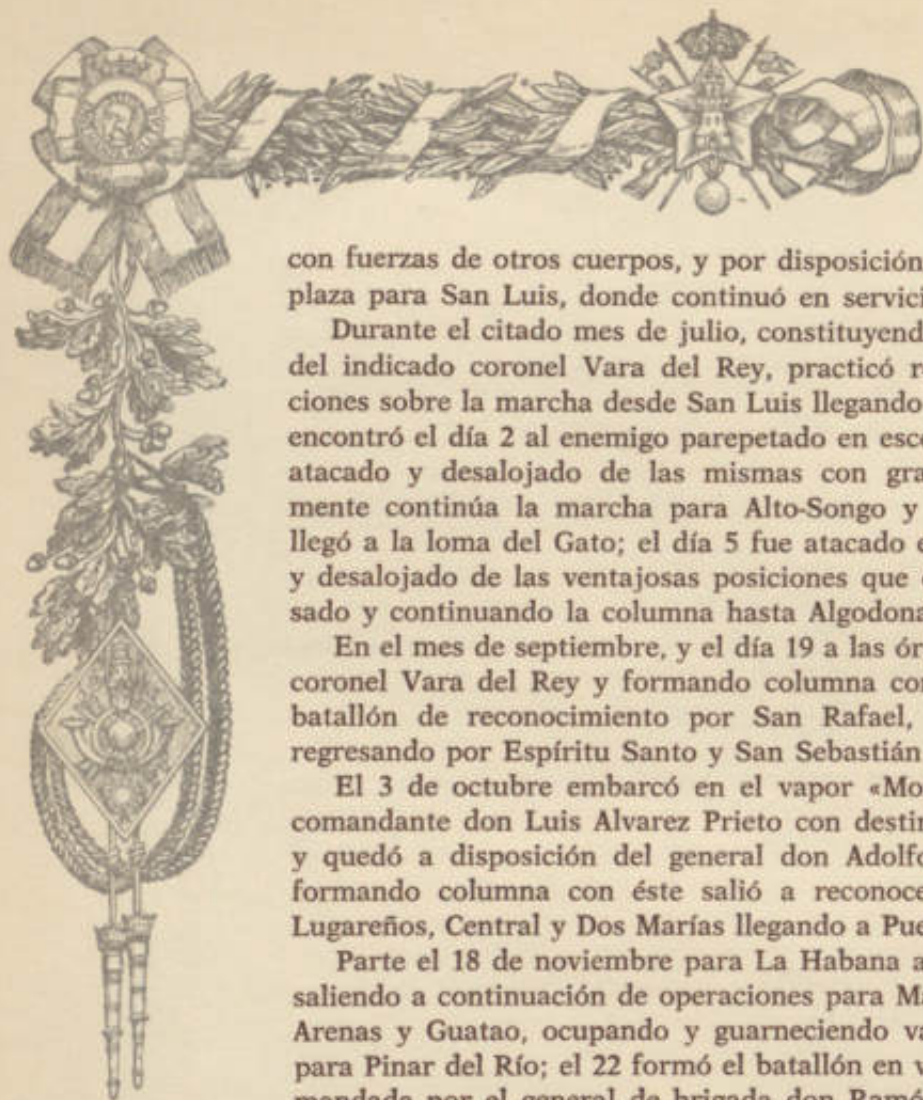 con fuerzas de otros cuerpos, y por disposición
plaza para San Luis, donde continuó en servici
Durante el citado mes de julio, constituyend
del indicado coronel Vara del Rey, practicó r
ciones sobre la marcha desde San Luis llegando
encontró el día 2 al enemigo parepetado en esc
atacado y desalojado de las mismas con gra
mente continúa la marcha para Alto-Songo y
llegó a la loma del Gato; el día 5 fue atacado e
y desalojado de las ventajosas posiciones que
sado y continuando la columna hasta Algodona
En el mes de septiembre, y el día 19 a las ór
coronel Vara del Rey y formando columna co
batallón de reconocimiento por San Rafael,
regresando por Espíritu Santo y San Sebastián
El 3 de octubre embarcó en el vapor «Mo
comandante don Luis Alvarez Prieto con destin
y quedó a disposición del general don Adolfo
formando columna con éste salió a reconoce
Lugareños, Central y Dos Marías llegando a Pue
Parte el 18 de noviembre para La Habana a
saliendo a continuación de operaciones para Ma
Arenas y Guatao, ocupando y guarneciendo va
para Pinar del Río; el 22 formó el batallón en v
mandada por el general de brigada don Ramó